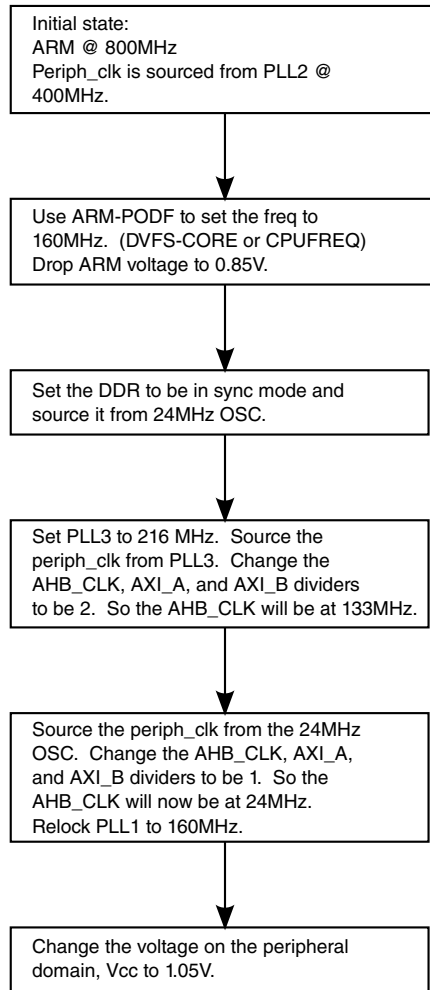 Initial state:
ARM @ 800MHz
Periph_clk is sourced from PLL2 @
400MHz.
Use ARM-PODF to set the freq to
160MHz. (DVFS-CORE or CPUFREQ)
Drop ARM voltage to 0.85V.
Set the DDR to be in sync mode and
source it from 24MHz OSC.
Set PLL3 to 216 MHz. Source the
periph_clk from PLL3. Change the
AHB_CLK, AXI_A, and AXI_B dividers
to be 2. So the AHB_CLK will be at 133MHz.
Source the periph_clk from the 24MHz
OSC. Change the AHB_CLK, AXI_A,
and AXI_B dividers to be 1. So the
AHB_CLK will now be at 24MHz.
Relock PLL1 to 160MHz.
Change the voltage on the peripheral
domain, Vcc to 1.05V.